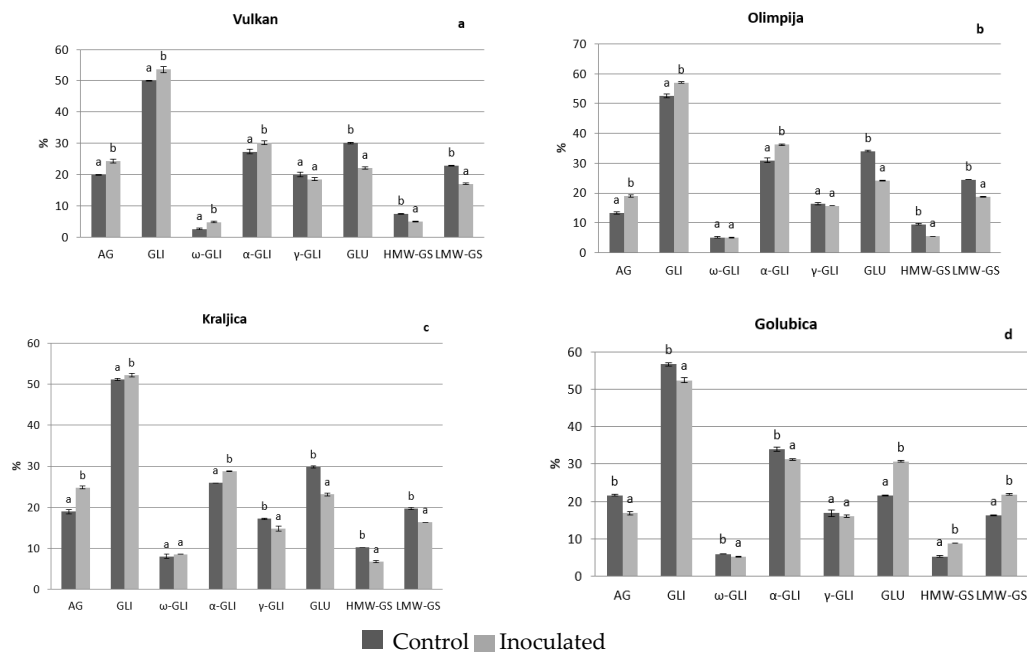 Vulkan
a
60
50
40
30
20
10
0
%
a b a b a b a b a a b a b a b a
AG GLI ω-GLI α-GLI γ-GLI GLU HMW-GS LMW-GS
Olimpija
b
70
60
50
40
30
20
10
0
%
a b a b a a a b a a b a b a b a
AG GLI ω-GLI α-GLI γ-GLI GLU HMW-GS LMW-GS
Kraljica
c
60
50
40
30
20
10
0
%
a b a b a a a b b a b a b a b a
AG GLI ω-GLI α-GLI γ-GLI GLU HMW-GS LMW-GS
Golubica
d
60
50
40
30
20
10
0
%
b a b a b a b a a a a b a b a b
AG GLI ω-GLI α-GLI γ-GLI GLU HMW-GS LMW-GS
Control Inoculated